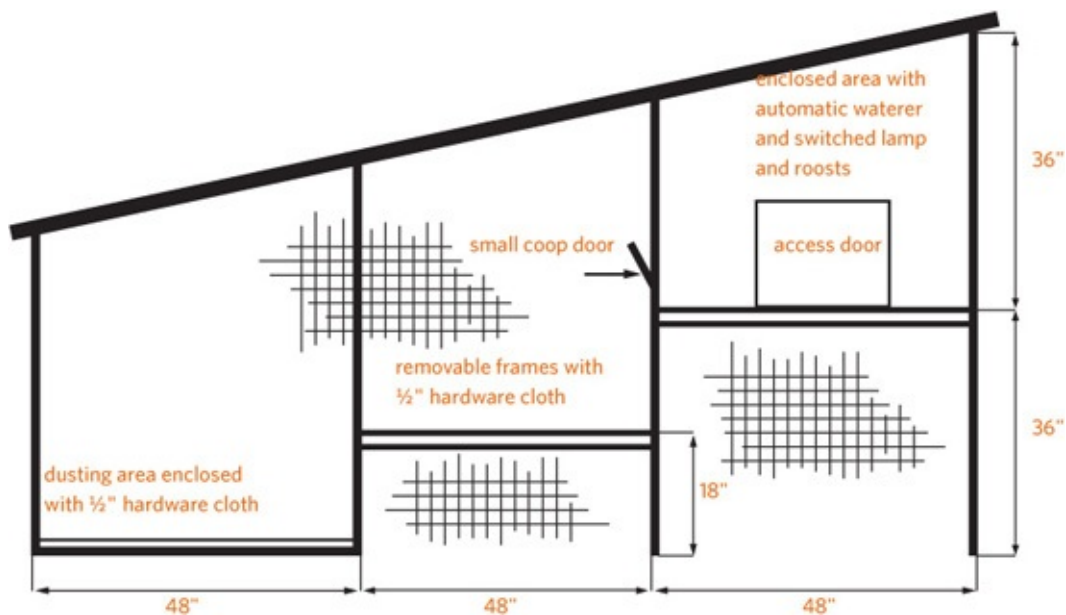 enclosed area with
automatic waterer
and switched lamp
and roosts
36"
small coop door
access door
removable frames with
½" hardware cloth
36"
dusting area enclosed
with ½" hardware cloth
18"
48"
48"
48"